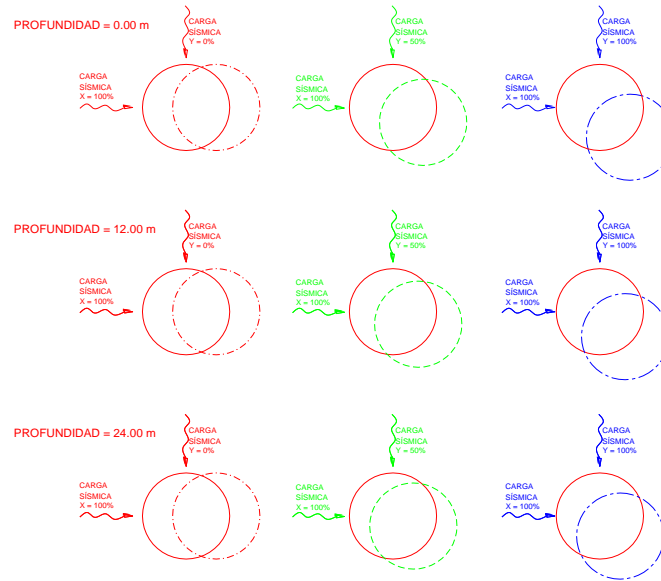 PROFUNDIDAD = 0.00 m
CARGA
SÍSMICA
Y = 0%
CARGA
SÍSMICA
X = 100%
CARGA
SÍSMICA
Y = 50%
CARGA
SÍSMICA
X = 100%
CARGA
SÍSMICA
Y = 100%
CARGA
SÍSMICA
X = 100%
PROFUNDIDAD = 12.00 m
CARGA
SÍSMICA
Y = 0%
CARGA
SÍSMICA
X = 100%
CARGA
SÍSMICA
Y = 50%
CARGA
SÍSMICA
X = 100%
CARGA
SÍSMICA
Y = 100%
CARGA
SÍSMICA
X = 100%
PROFUNDIDAD = 24.00 m
CARGA
SÍSMICA
Y = 0%
CARGA
SÍSMICA
X = 100%
CARGA
SÍSMICA
Y = 50%
CARGA
SÍSMICA
X = 100%
CARGA
SÍSMICA
Y = 100%
CARGA
SÍSMICA
X = 100%